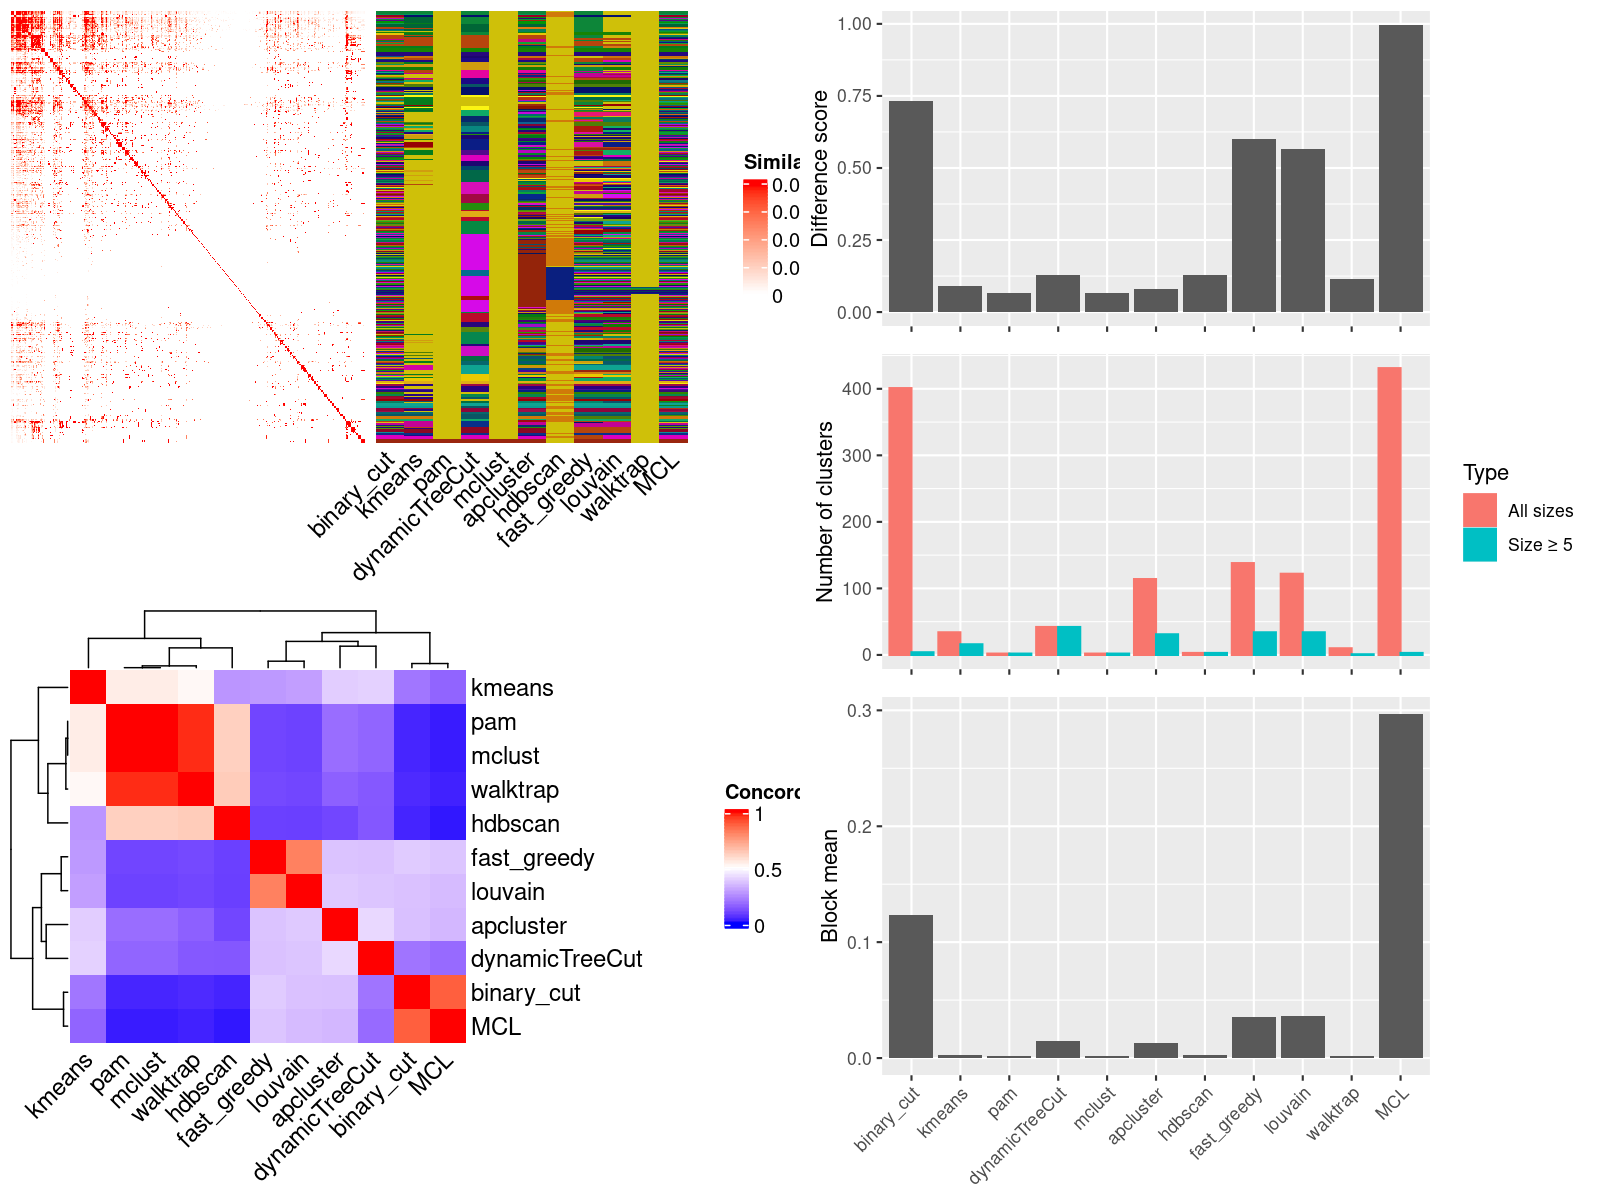 Simila
0.0
0.0
0.0
0.0
0
binary_cut
kmeans
pam
dynamicTreeCut
mclust
apcluster
hdbscan
fast_greedy
louvain
walktrap
MCL
Difference score
1.00
0.75
0.50
0.25
0.00
Number of clusters
400
300
200
100
0
Type
All sizes
Size ≥ 5
kmeans
pam
mclust
walktrap
hdbscan
fast_greedy
louvain
apcluster
dynamicTreeCut
binary_cut
MCL
kmeans
pam
mclust
walktrap
hdbscan
fast_greedy
louvain
apcluster
dynamicTreeCut
binary_cut
MCL
Concord
1
0.5
0
Block mean
0.3
0.2
0.1
0.0
binary_cut
kmeans
pam
dynamicTreeCut
mclust
apcluster
hdbscan
fast_greedy
louvain
walktrap
MCL